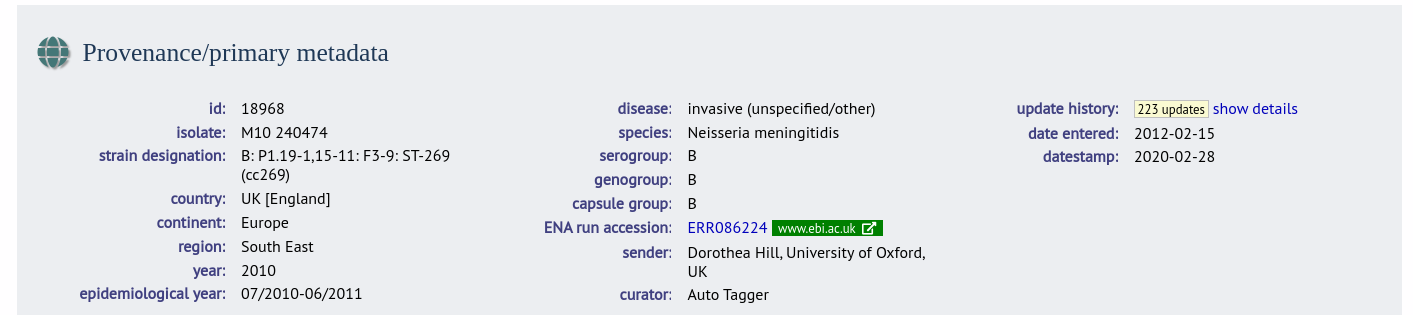 Provenance/primary metadata
id: 18968
isolate: M10 240474
strain designation: B: P1.19-1,15-11: F3-9: ST-269
(cc269)
country: UK [England]
continent: Europe
region: South East
year: 2010
epidemiological year: 07/2010-06/2011
disease: invasive (unspecified/other)
species: Neisseria meningitidis
serogroup: B
genogroup: B
capsule group: B
ENA run accession: ERR086224 www.ebi.ac.uk
sender: Dorothea Hill, University of Oxford,
UK
curator: Auto Tagger
update history: 223 updates show details
date entered: 2012-02-15
datestamp: 2020-02-28